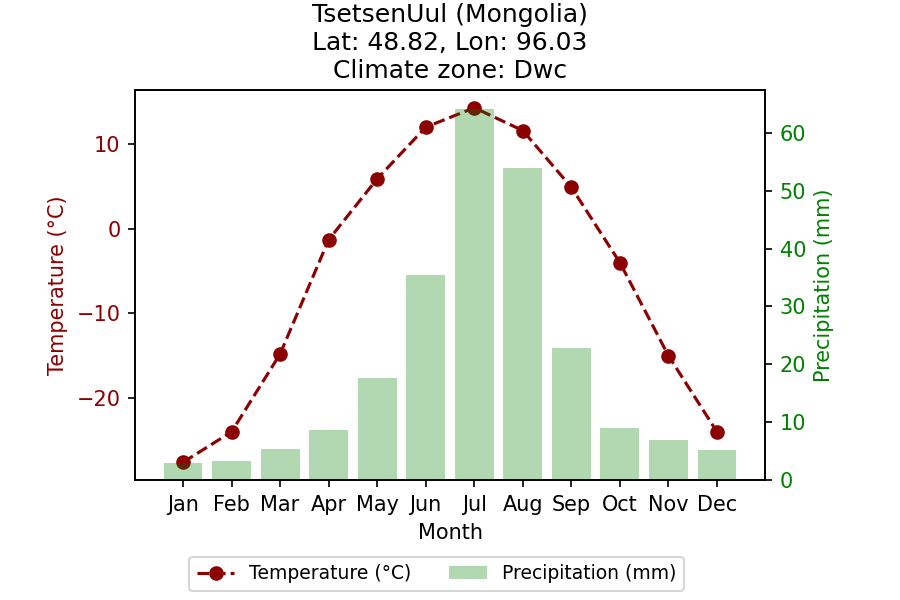 TsetsenUul (Mongolia)
Lat: 48.82, Lon: 96.03
Climate zone: Dwc
Temperature (°C)
10
0
−10
−20
Precipitation (mm)
60
50
40
30
20
10
0
Jan Feb Mar Apr May Jun Jul Aug Sep Oct Nov Dec
Month
Temperature (°C) Precipitation (mm)